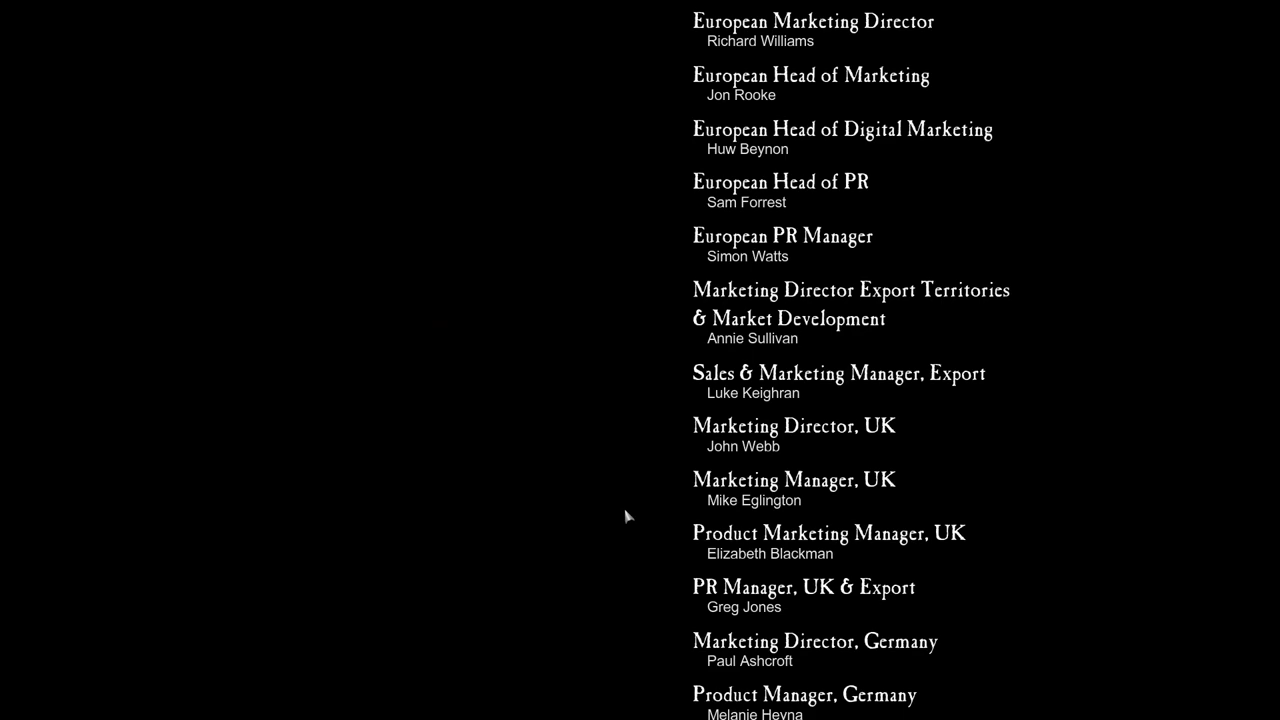 European Marketing Director
Richard Williams
European Head of Marketing
Jon Rooke
European Head of Digital Marketing
Huw Beynon
European Head of PR
Sam Forrest
European PR Manager
Simon Watts
Marketing Director Export Territories
& Market Development
Annie Sullivan
Sales & Marketing Manager, Export
Luke Keighran
Marketing Director, UK
John Webb
Marketing Manager, UK
Mike Eglington
Product Marketing Manager, UK
Elizabeth Blackman
PR Manager, UK & Export
Greg Jones
Marketing Director, Germany
Paul Ashcroft
Product Manager, Germany
Melanie Heyna